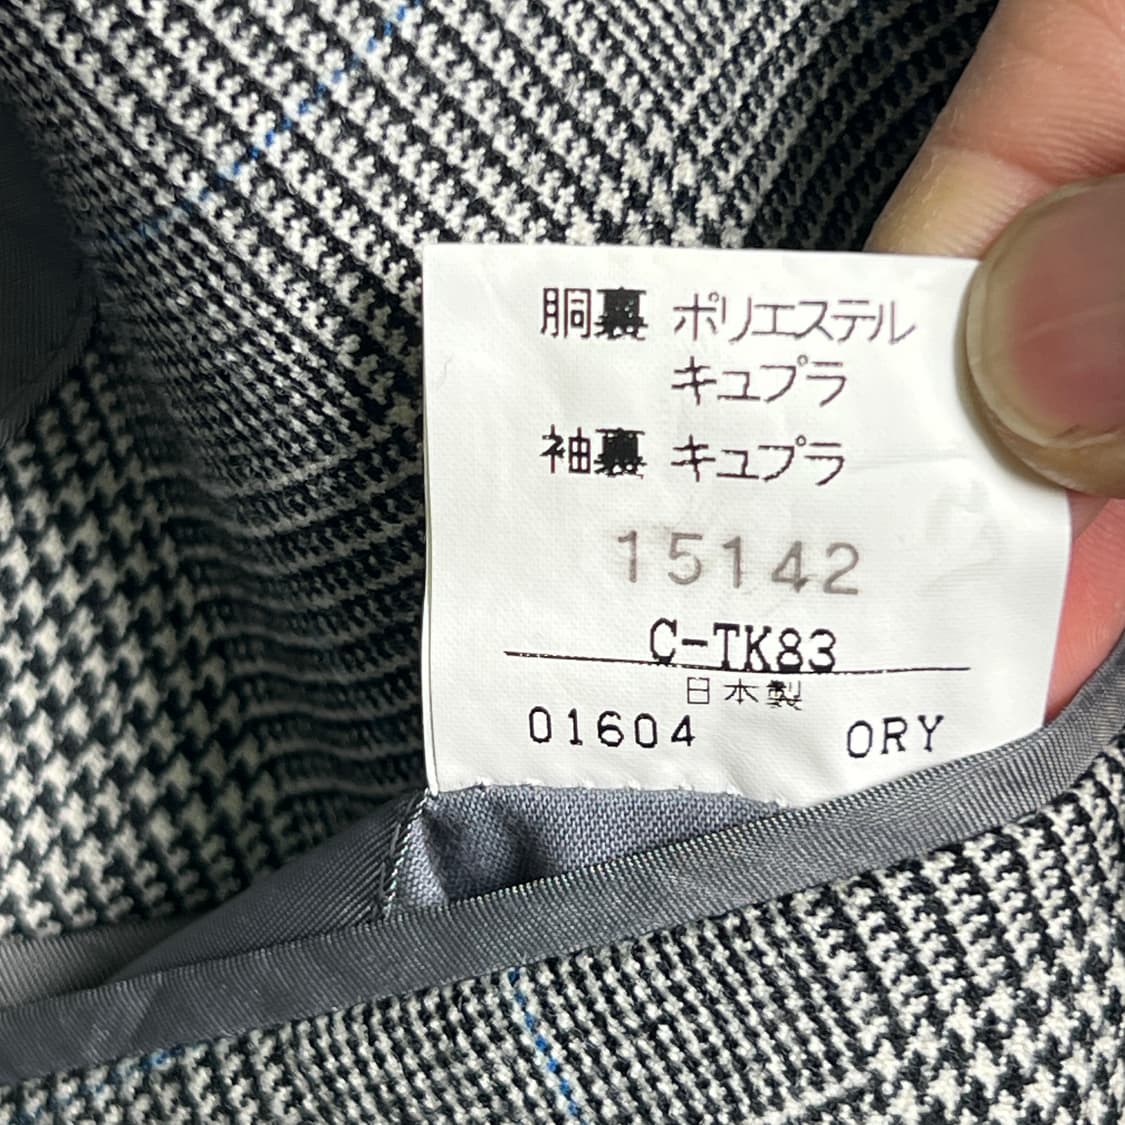 胴裏 ポリエステル
キュプラ
袖裏 キュプラ
15142
C-TK83
日本製
01604 ORY